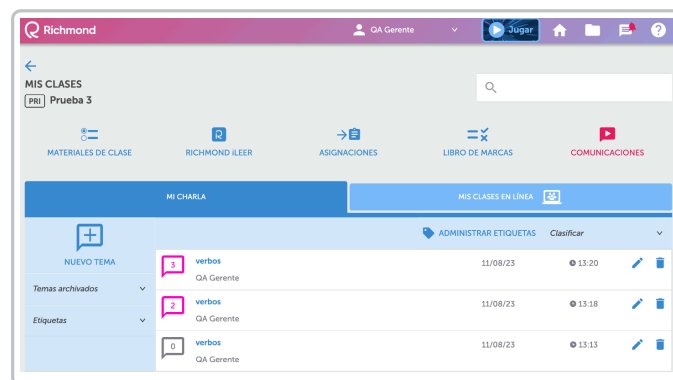 Richmond
QA Gerente
Jugar
?
MIS CLASES
PRI Prueba 3
MATERIALES DE CLASE
R
RICHMOND iLEER
ASIGNACIONES
LIBRO DE MARCAS
COMUNICACIONES
MI CHARLA
MIS CLASES EN LÍNEA
NUEVO TEMA
Temas archivados
Etiquetas
ADMINISTRAR ETIQUETAS Clasificar
3 verbos 11/08/23 13:20
QA Gerente
2 verbos 11/08/23 13:18
QA Gerente
0 verbos 11/08/23 13:13
QA Gerente